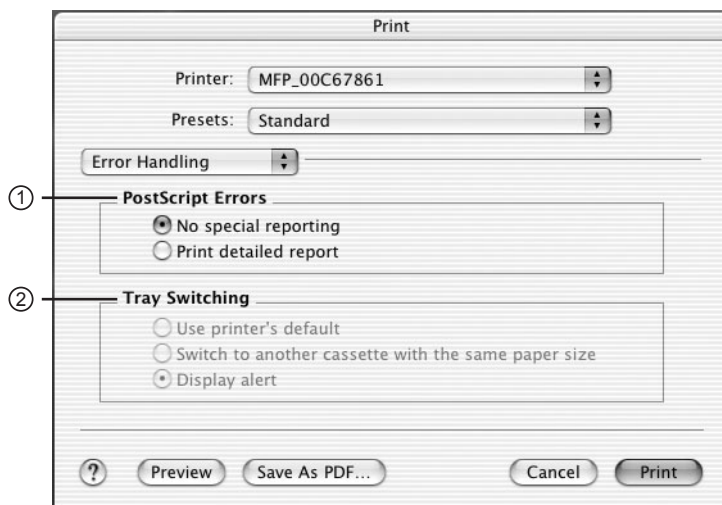 Print
Printer: MFP_00C67861
Presets: Standard
Error Handling
① PostScript Errors
No special reporting
Print detailed report
② Tray Switching
Use printer's default
Switch to another cassette with the same paper size
Display alert
? Preview Save As PDF... Cancel Print